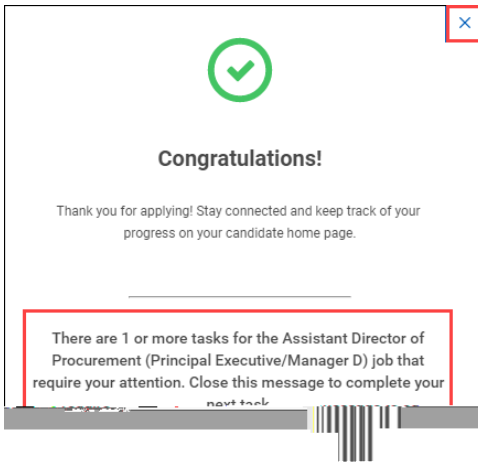 Congratulations!
Thank you for applying! Stay connected and keep track of your
progress on your candidate home page.
There are 1 or more tasks for the Assistant Director of
Procurement (Principal Executive/Manager D) job that
require your attention. Close this message to complete your
next task